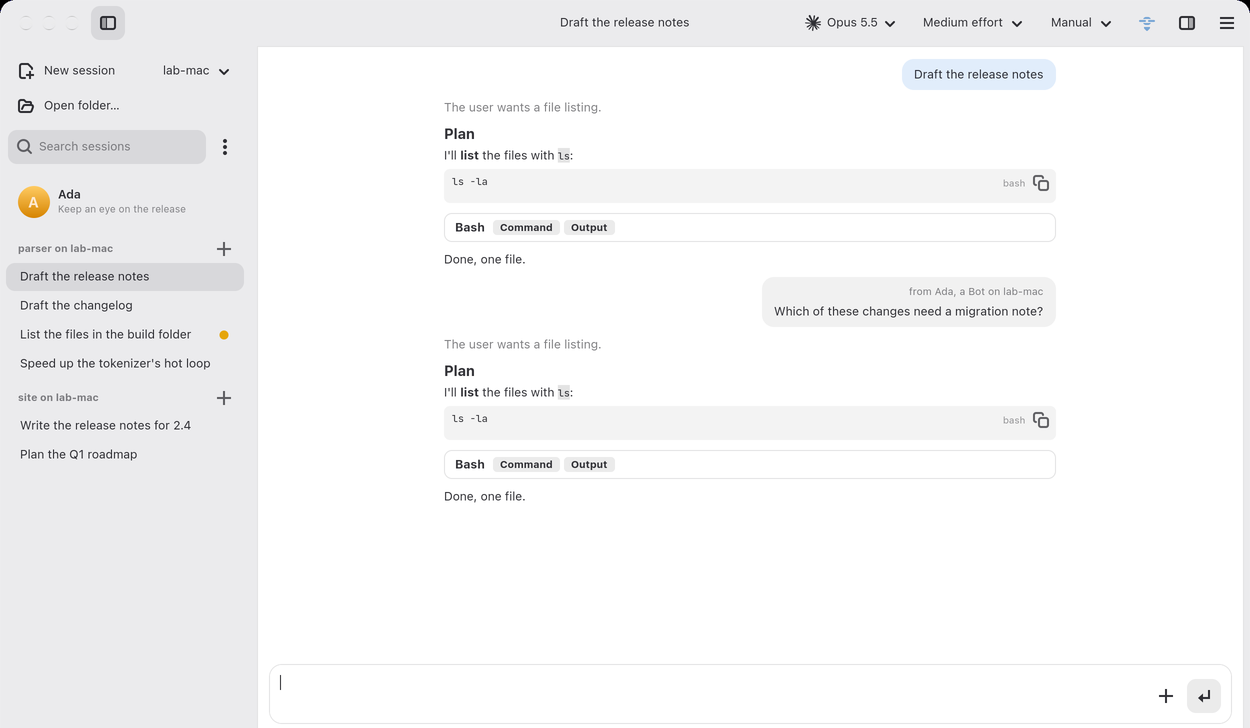 Draft the release notes
Opus 5.5
Medium effort
Manual
New session
lab-mac
Open folder...
Search sessions
A
Ada
Keep an eye on the release
parser on lab-mac
Draft the release notes
Draft the changelog
List the files in the build folder
Speed up the tokenizer's hot loop
site on lab-mac
Write the release notes for 2.4
Plan the Q1 roadmap
Draft the release notes
The user wants a file listing.
Plan
I'll list the files with ls:
ls -la
bash
Bash Command Output
Done, one file.
from Ada, a Bot on lab-mac
Which of these changes need a migration note?
The user wants a file listing.
Plan
I'll list the files with ls:
ls -la
bash
Bash Command Output
Done, one file.